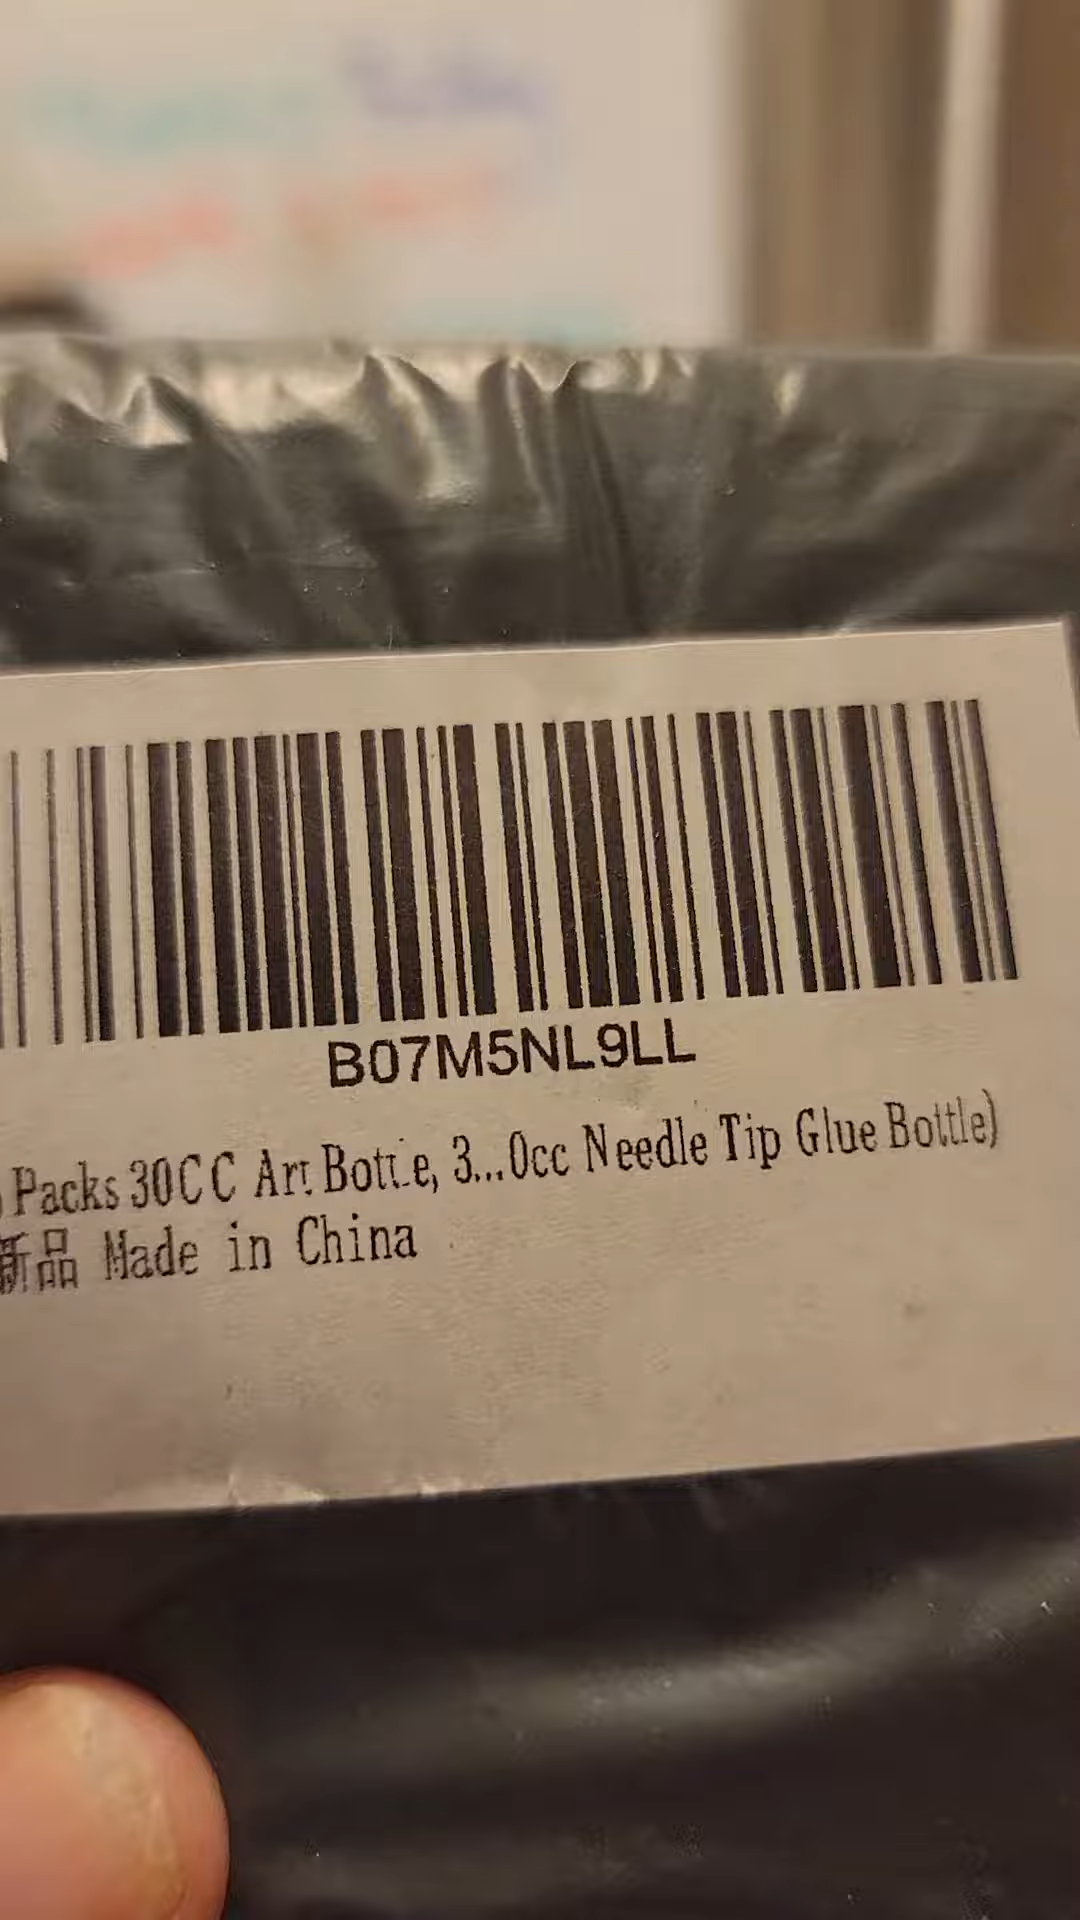 B07M5NL9LL
Packs 30CC Art Bottle, 3...0cc Needle Tip Glue Bottle)
新品 Made in China